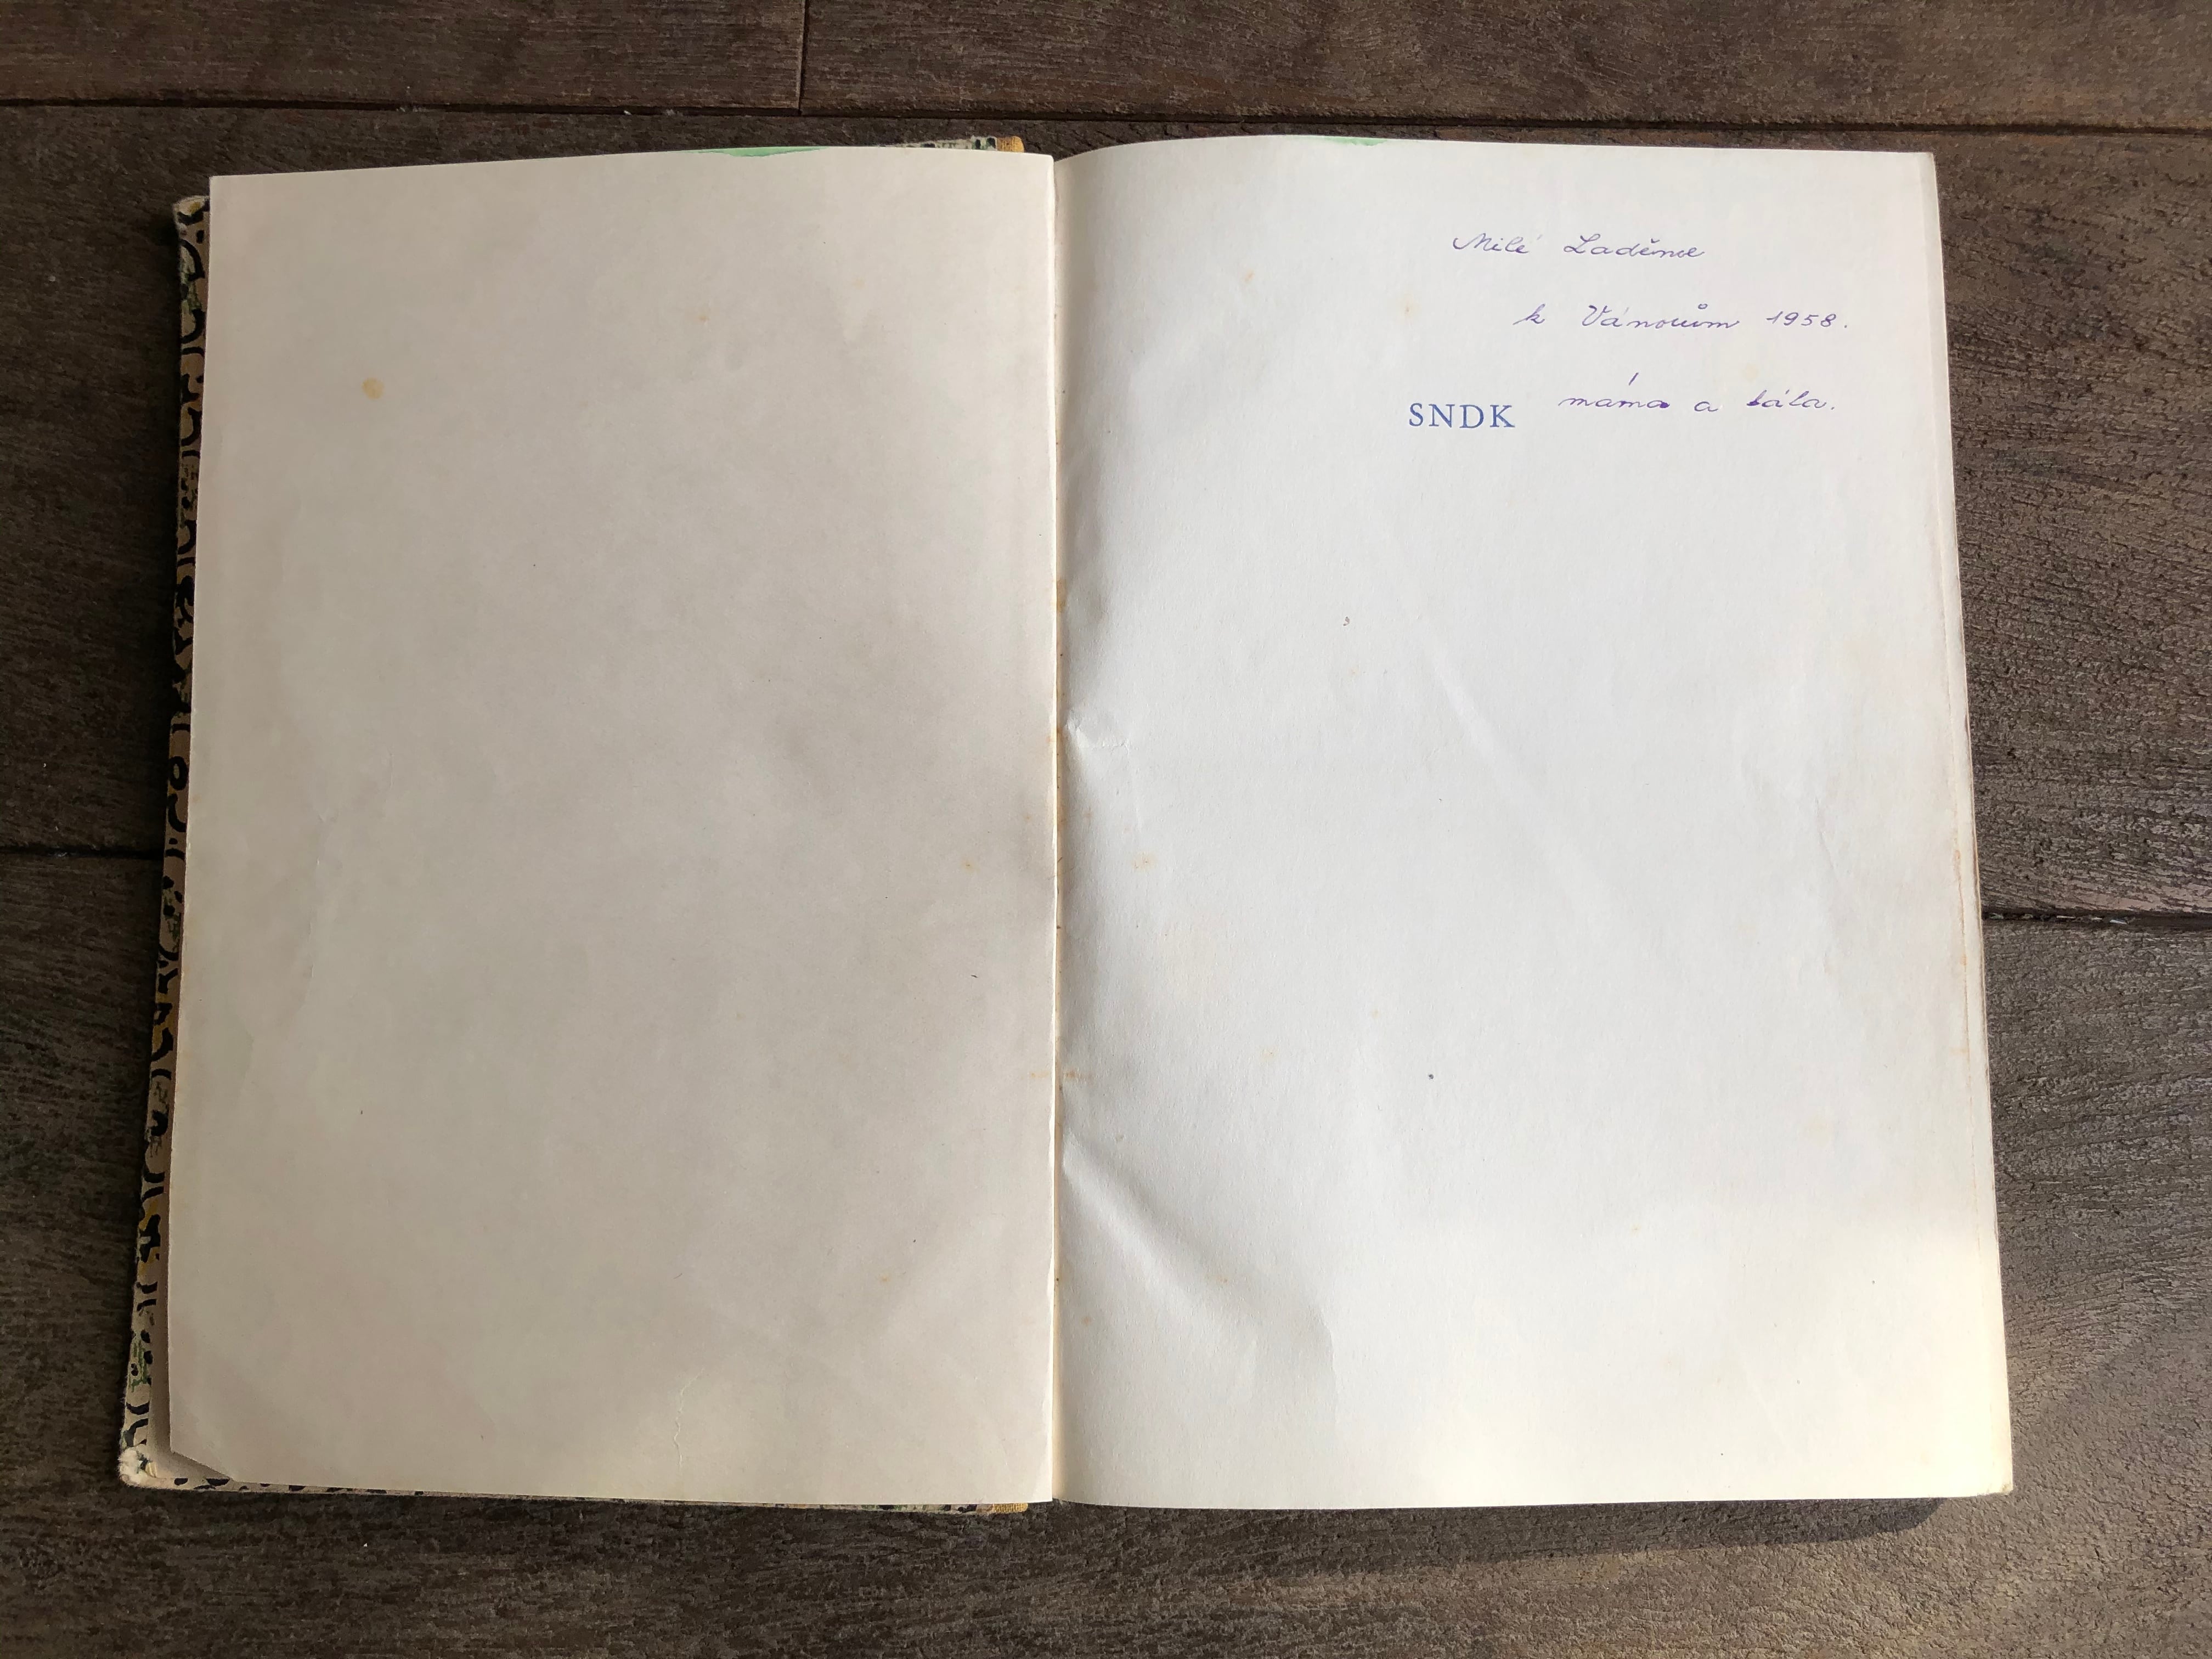 Milé Laděnce
k Vánocům 1958.
máma a táta.
SNDK